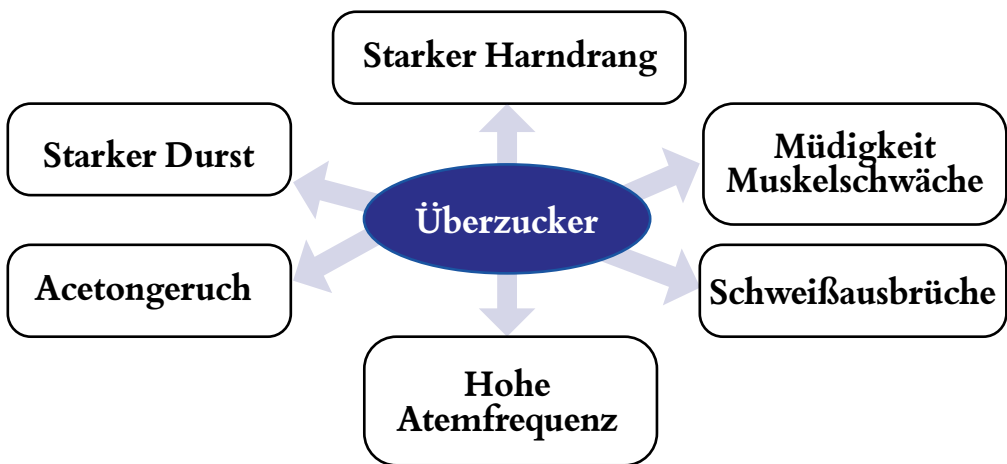 Starker Harndrang
Starker Durst
Müdigkeit
Muskelschwäche
Überzucker
Acetongeruch
Schweißausbrüche
Hohe
Atemfrequenz